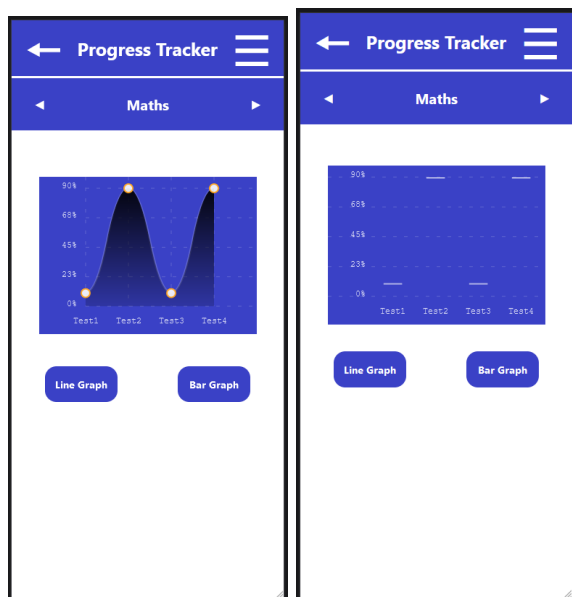 Progress Tracker
Maths
90%
68%
45%
23%
0%
Test1 Test2 Test3 Test4
Line Graph Bar Graph
Progress Tracker
Maths
90%
68%
45%
23%
0%
Test1 Test2 Test3 Test4
Line Graph Bar Graph